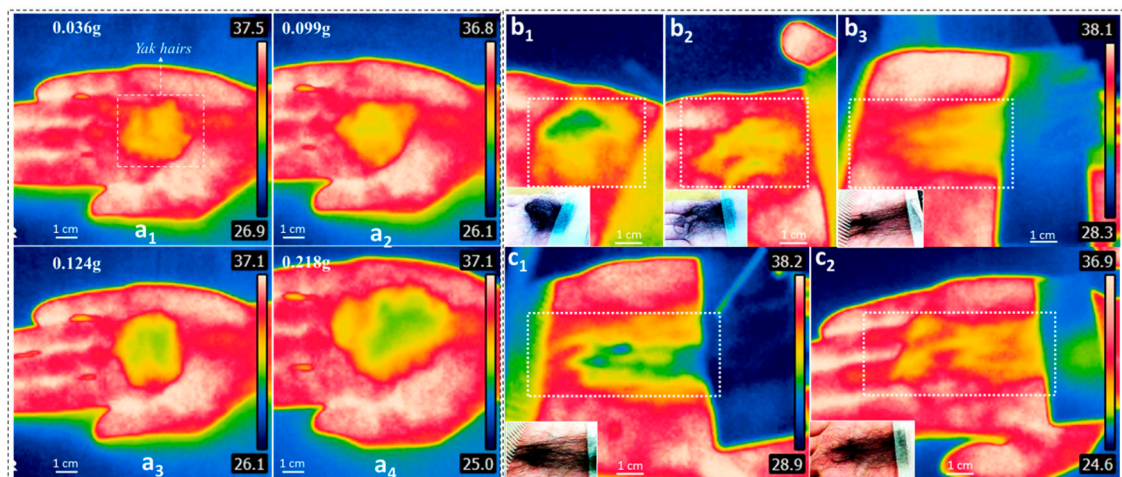 0.036g
37.5
Yak hairs
1 cm
a1
26.9
0.099g
36.8
1 cm
a2
26.1
0.124g
37.1
1 cm
a3
26.1
0.218g
37.1
1 cm
a4
25.0
b1
1 cm
b2
1 cm
b3
38.1
1 cm
28.3
c1
38.2
1 cm
28.9
c2
36.9
1 cm
24.6